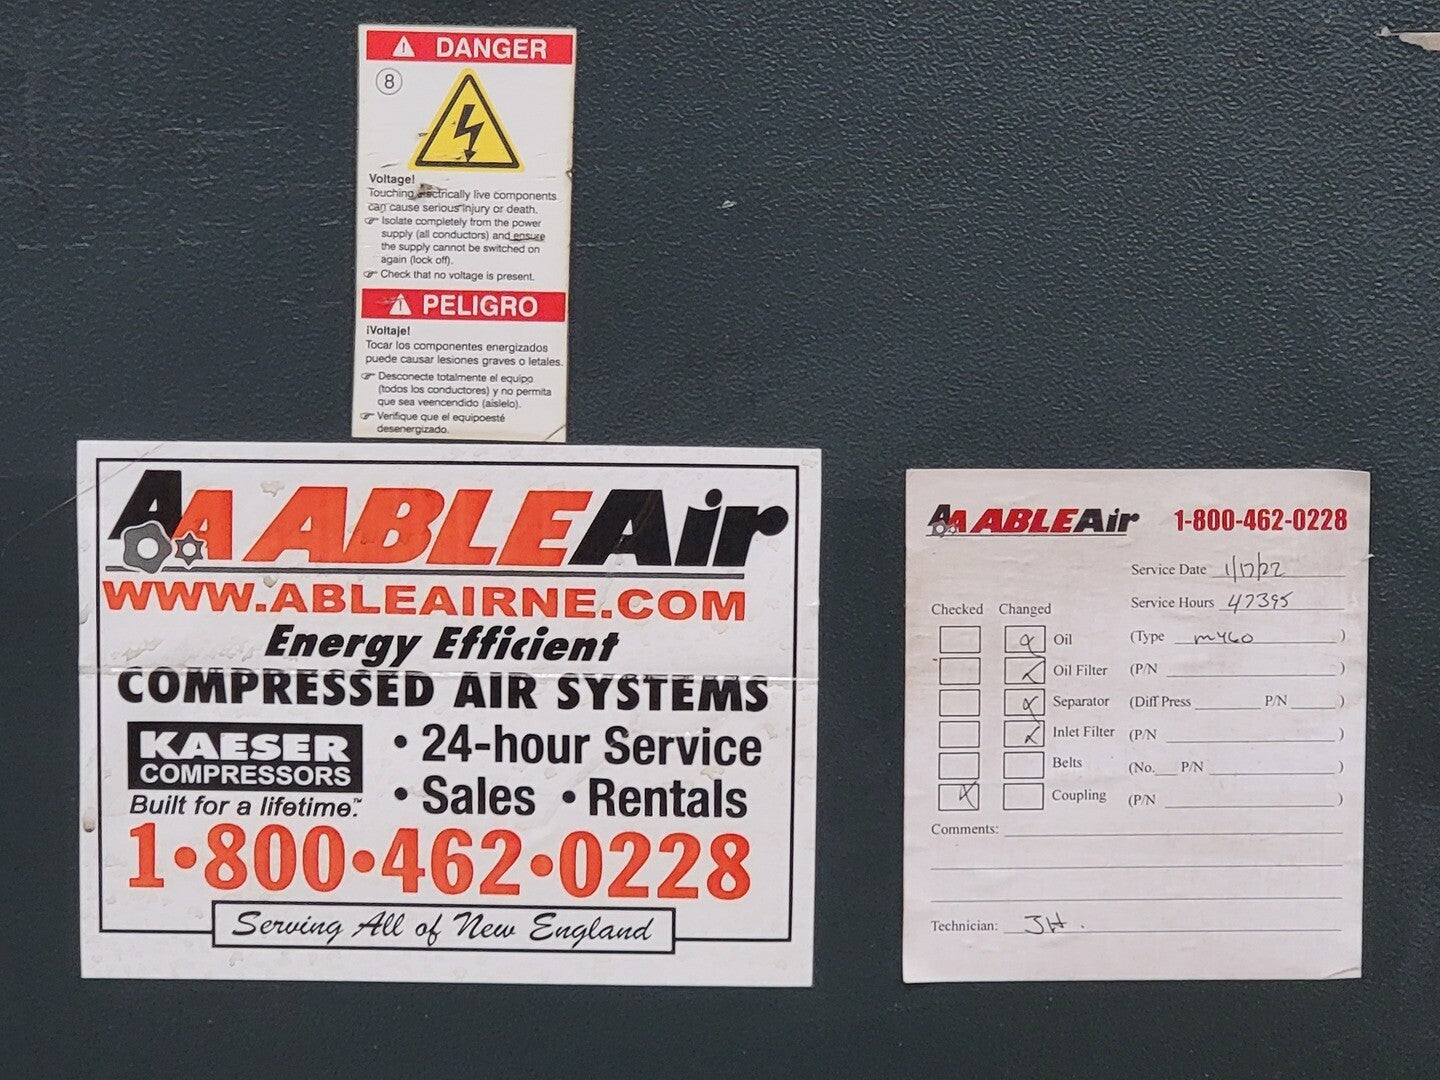 DANGER
8
Voltage!
Touching electrically live components
can cause serious injury or death.
☞ Isolate completely from the power
supply (all conductors) and ensure
the supply cannot be switched on
again (lock off).
☞ Check that no voltage is present.
PELIGRO
¡Voltaje!
Tocar los componentes energizados
puede causar lesiones graves o letales.
☞ Desconecte totalmente el equipo
(todos los conductores) y no permita
que sea veencendido (aislelo).
☞ Verifique que el equipoesté
desenergizado.
AA ABLEAir
WWW.ABLEAIRNE.COM
Energy Efficient
COMPRESSED AIR SYSTEMS
KAESER
COMPRESSORS
Built for a lifetime.™
• 24-hour Service
• Sales • Rentals
1•800•462•0228
Serving All of New England
AA ABLEAir 1-800-462-0228
Service Date 1/17/22
Service Hours 47395
Checked Changed
Oil (Type M460)
Oil Filter (P/N )
Separator (Diff Press P/N )
Inlet Filter (P/N )
Belts (No. P/N )
Coupling (P/N )
Comments:
Technician: JH.